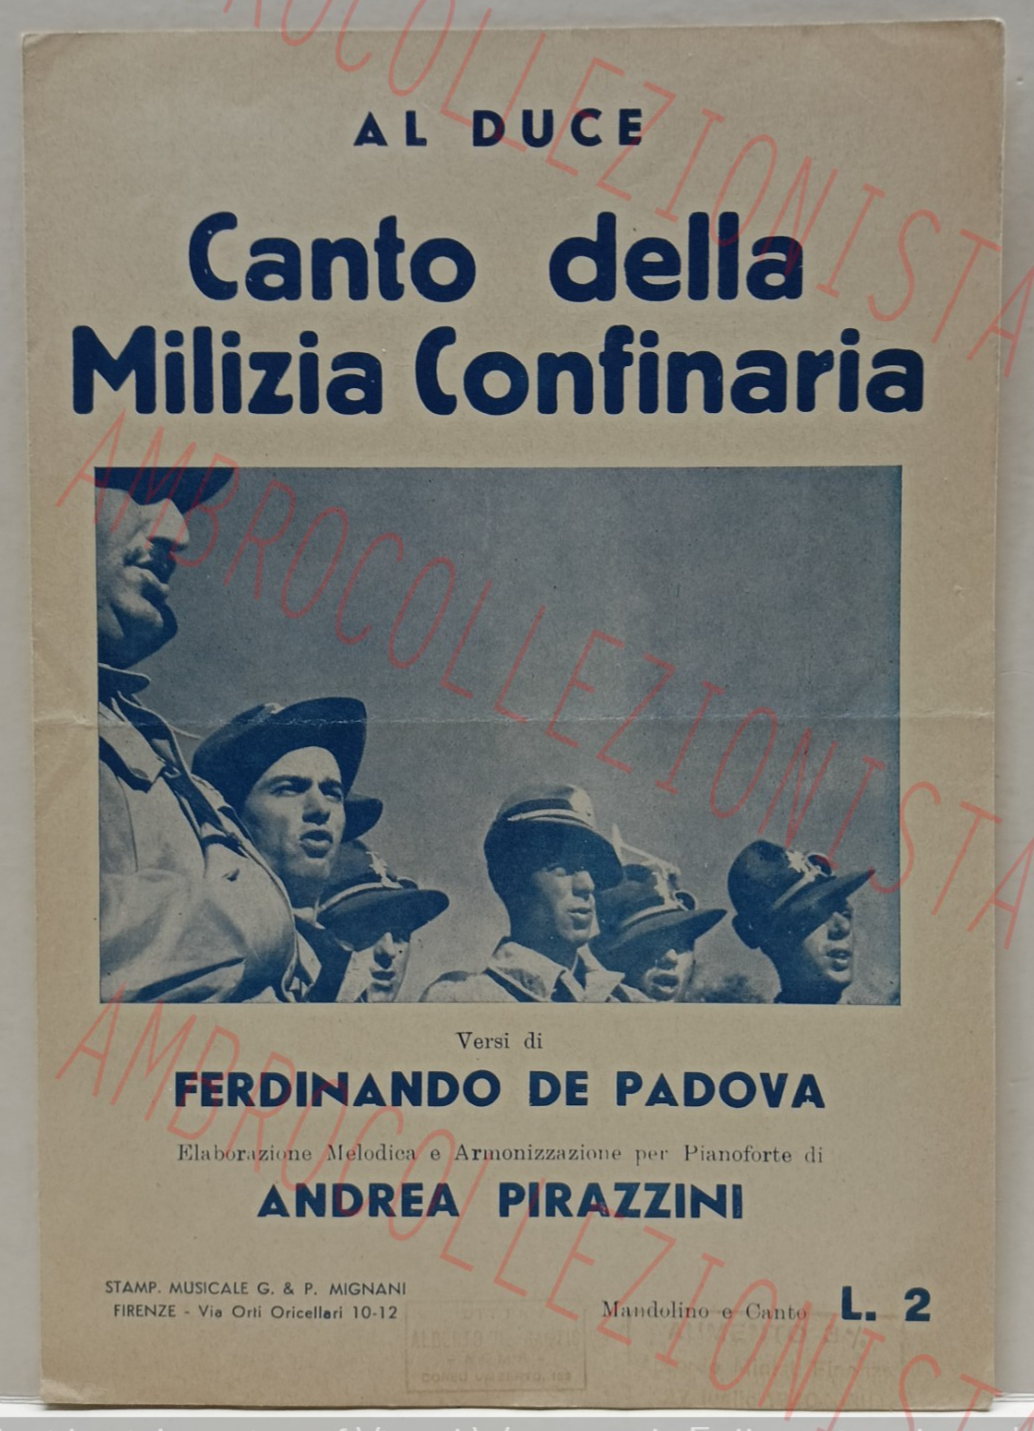 AL DUCE
Canto della
Milizia Confinaria
Versi di
FERDINANDO DE PADOVA
Elaborazione Melodica e Armonizzazione per Pianoforte di
ANDREA PIRAZZINI
STAMP. MUSICALE G. & P. MIGNANI
FIRENZE - Via Orti Oricellari 10-12
Mandolino e Canto L. 2
AMBROCOLLEZIONISTA
AMBROCOLLEZIONISTA